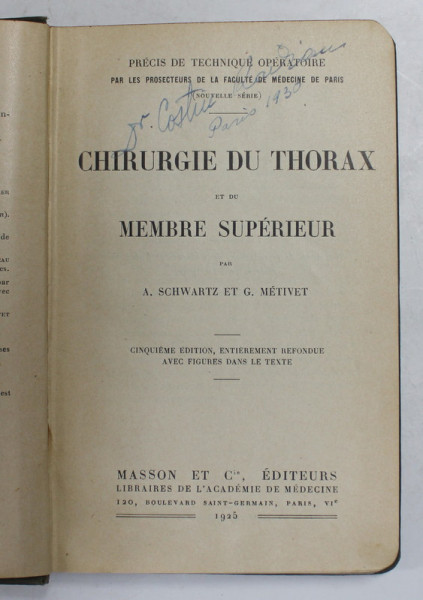 PRÉCIS DE TECHNIQUE OPÉRATOIRE
PAR LES PROSECTEURS DE LA FACULTÉ DE MÉDECINE DE PARIS
(NOUVELLE SÉRIE)
Dr. Costin
Paris 1930
CHIRURGIE DU THORAX
ET DU
MEMBRE SUPÉRIEUR
PAR
A. SCHWARTZ ET G. MÉTIVET
CINQUIÈME ÉDITION, ENTIÈREMENT REFONDUE
AVEC FIGURES DANS LE TEXTE
MASSON ET Cie, ÉDITEURS
LIBRAIRES DE L'ACADÉMIE DE MÉDECINE
120, BOULEVARD SAINT-GERMAIN, PARIS, VIe
1925